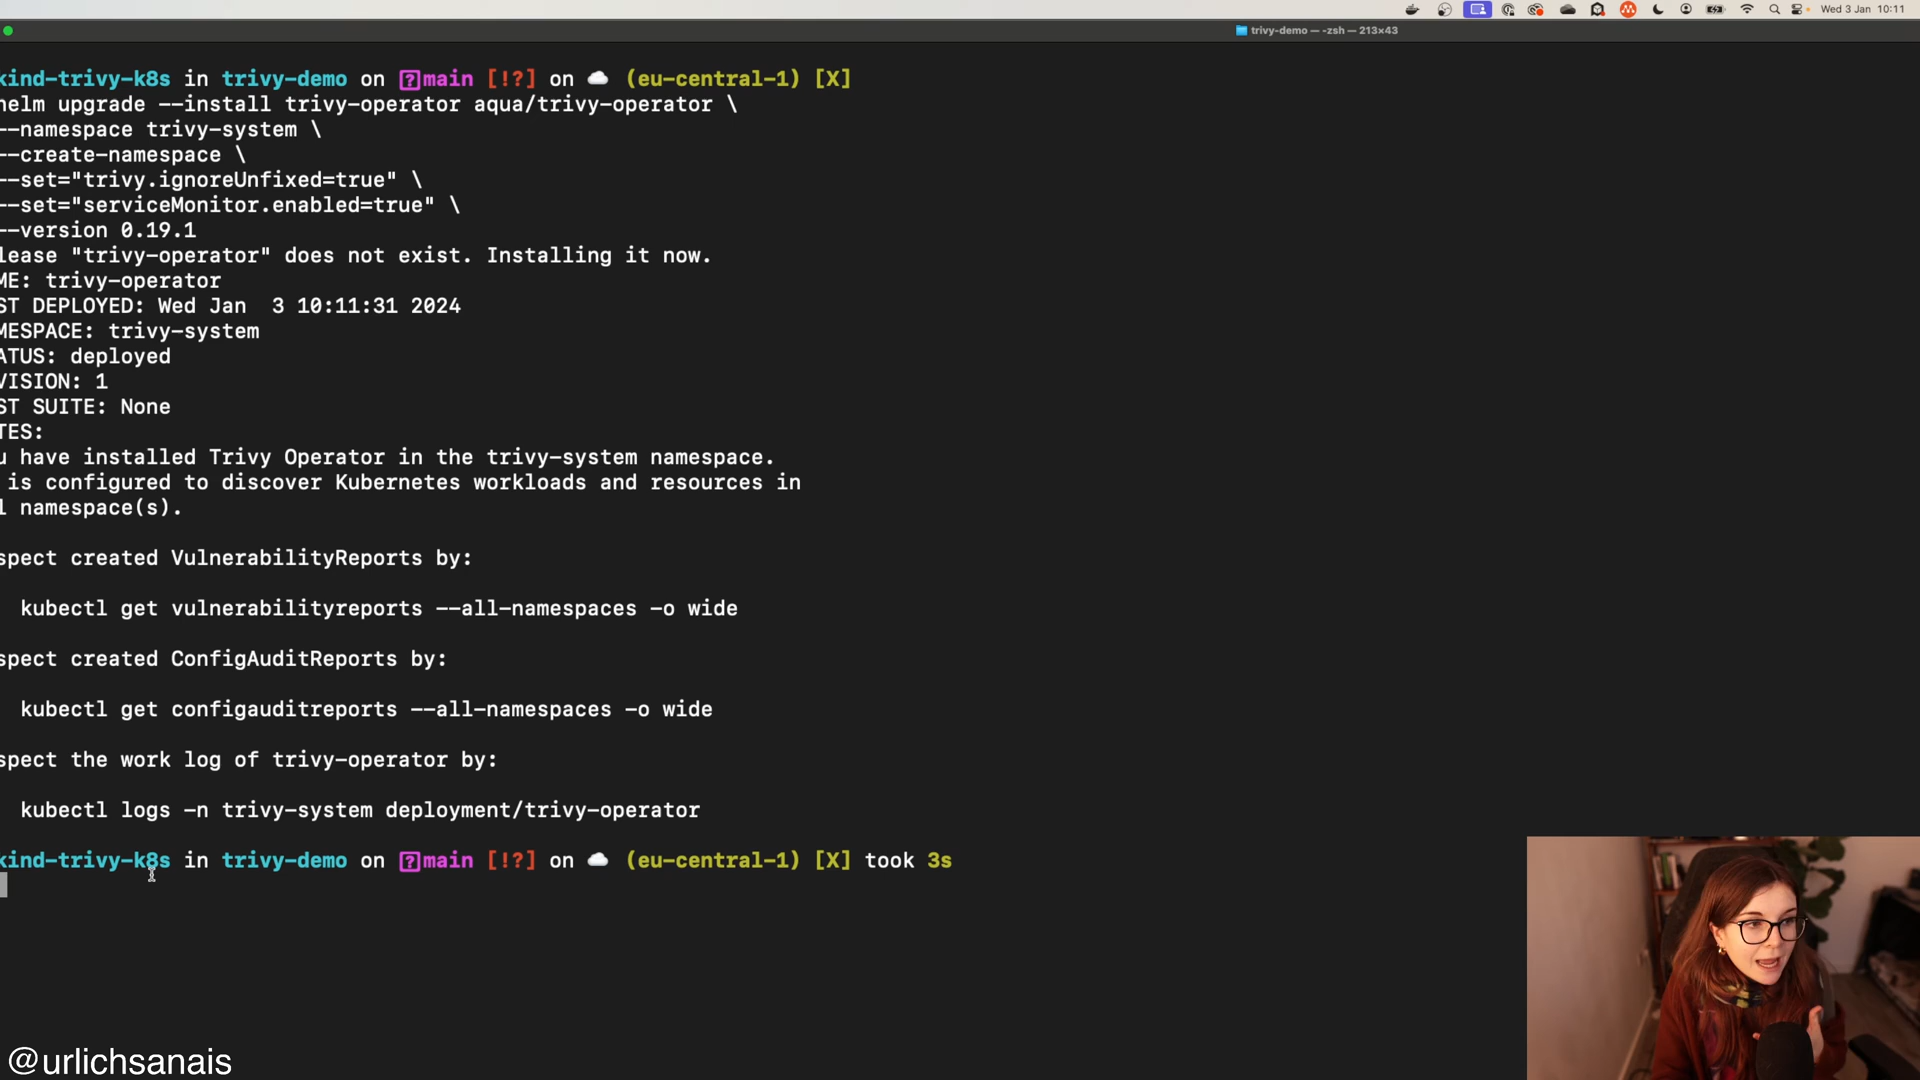 Wed 3 Jan 10:11
trivy-demo — -zsh — 213×43
kind-trivy-k8s in trivy-demo on [?]main [!?] on ☁ (eu-central-1) [X]
helm upgrade --install trivy-operator aqua/trivy-operator \
--namespace trivy-system \
--create-namespace \
--set="trivy.ignoreUnfixed=true" \
--set="serviceMonitor.enabled=true" \
--version 0.19.1
lease "trivy-operator" does not exist. Installing it now.
ME: trivy-operator
ST DEPLOYED: Wed Jan  3 10:11:31 2024
MESPACE: trivy-system
ATUS: deployed
VISION: 1
ST SUITE: None
TES:
u have installed Trivy Operator in the trivy-system namespace.
is configured to discover Kubernetes workloads and resources in
l namespace(s).
spect created VulnerabilityReports by:
kubectl get vulnerabilityreports --all-namespaces -o wide
spect created ConfigAuditReports by:
kubectl get configauditreports --all-namespaces -o wide
spect the work log of trivy-operator by:
kubectl logs -n trivy-system deployment/trivy-operator
kind-trivy-k8s in trivy-demo on [?]main [!?] on ☁ (eu-central-1) [X] took 3s
@urlichsanais